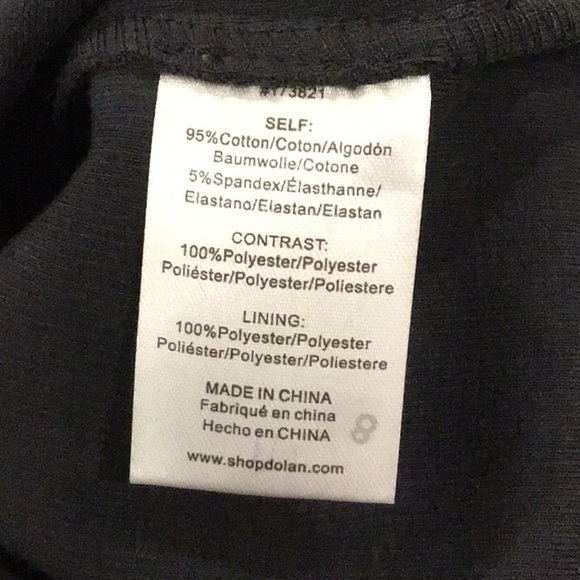 #173821
SELF:
95%Cotton/Coton/Algodón
Baumwolle/Cotone
5%Spandex/Élasthanne/
Elastano/Elastan/Elastan
CONTRAST:
100%Polyester/Polyester
Poliéster/Polyester/Poliestere
LINING:
100%Polyester/Polyester
Poliéster/Polyester/Poliestere
MADE IN CHINA
Fabriqué en china
Hecho en CHINA
8
www.shopdolan.com